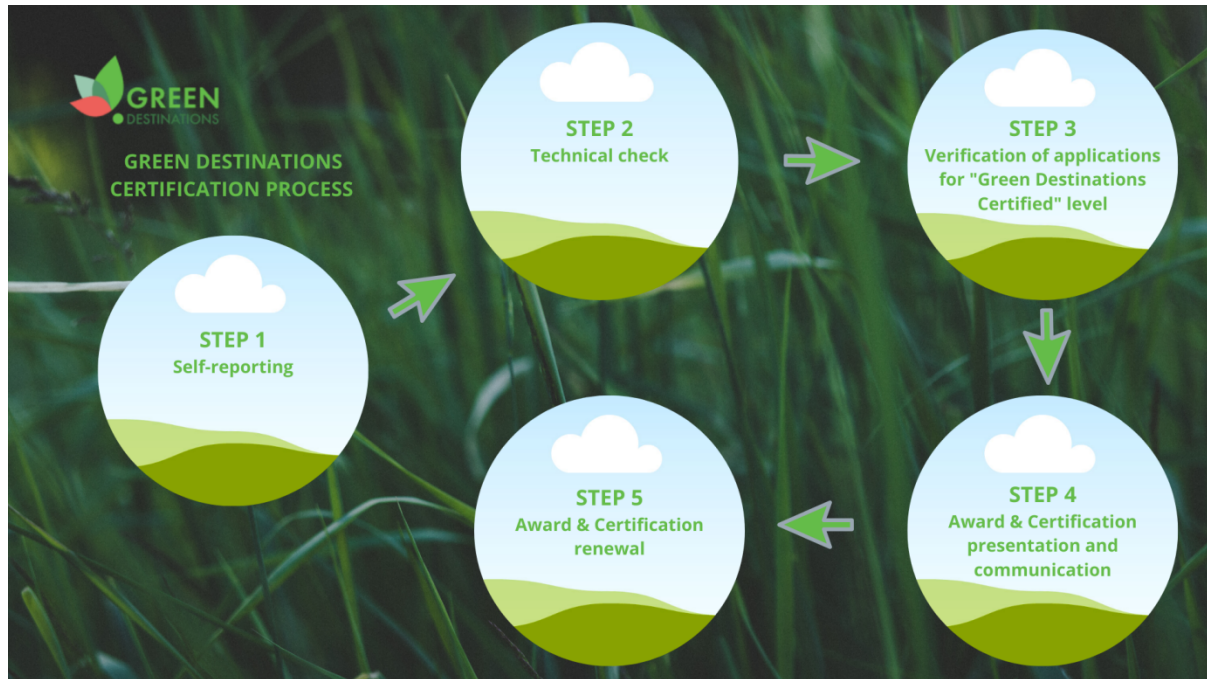 GREEN
DESTINATIONS
GREEN DESTINATIONS
CERTIFICATION PROCESS
STEP 1
Self-reporting
STEP 2
Technical check
STEP 3
Verification of applications
for "Green Destinations
Certified" level
STEP 4
Award & Certification
presentation and
communication
STEP 5
Award & Certification
renewal